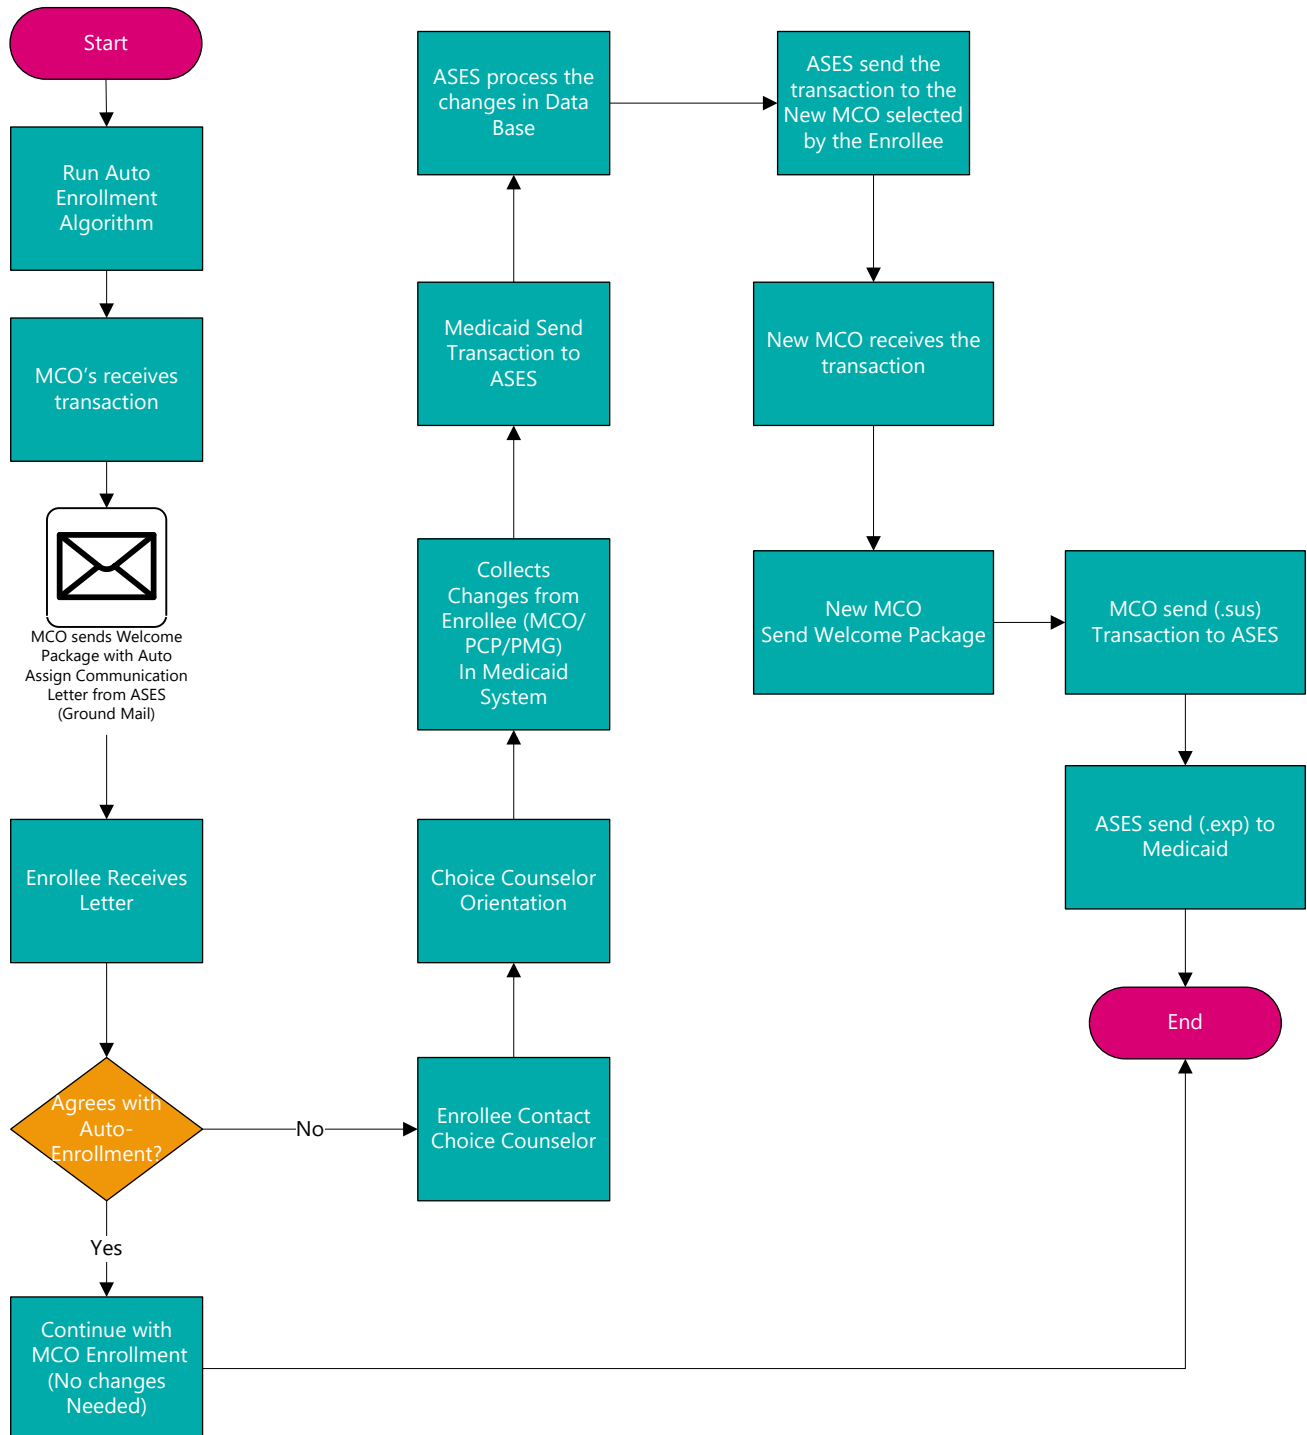 Start
Run Auto
Enrollment
Algorithm
MCO's receives
transaction
MCO sends Welcome
Package with Auto
Assign Communication
Letter from ASES
(Ground Mail)
Enrollee Receives
Letter
Agrees with
Auto-
Enrollment?
Yes
Continue with
MCO Enrollment
(No changes
Needed)
No
Enrollee Contact
Choice Counselor
Choice Counselor
Orientation
Collects
Changes from
Enrollee (MCO/
PCP/PMG)
In Medicaid
System
Medicaid Send
Transaction to
ASES
ASES process the
changes in Data
Base
ASES send the
transaction to the
New MCO selected
by the Enrollee
New MCO receives the
transaction
New MCO
Send Welcome Package
MCO send (.sus)
Transaction to ASES
ASES send (.exp) to
Medicaid
End